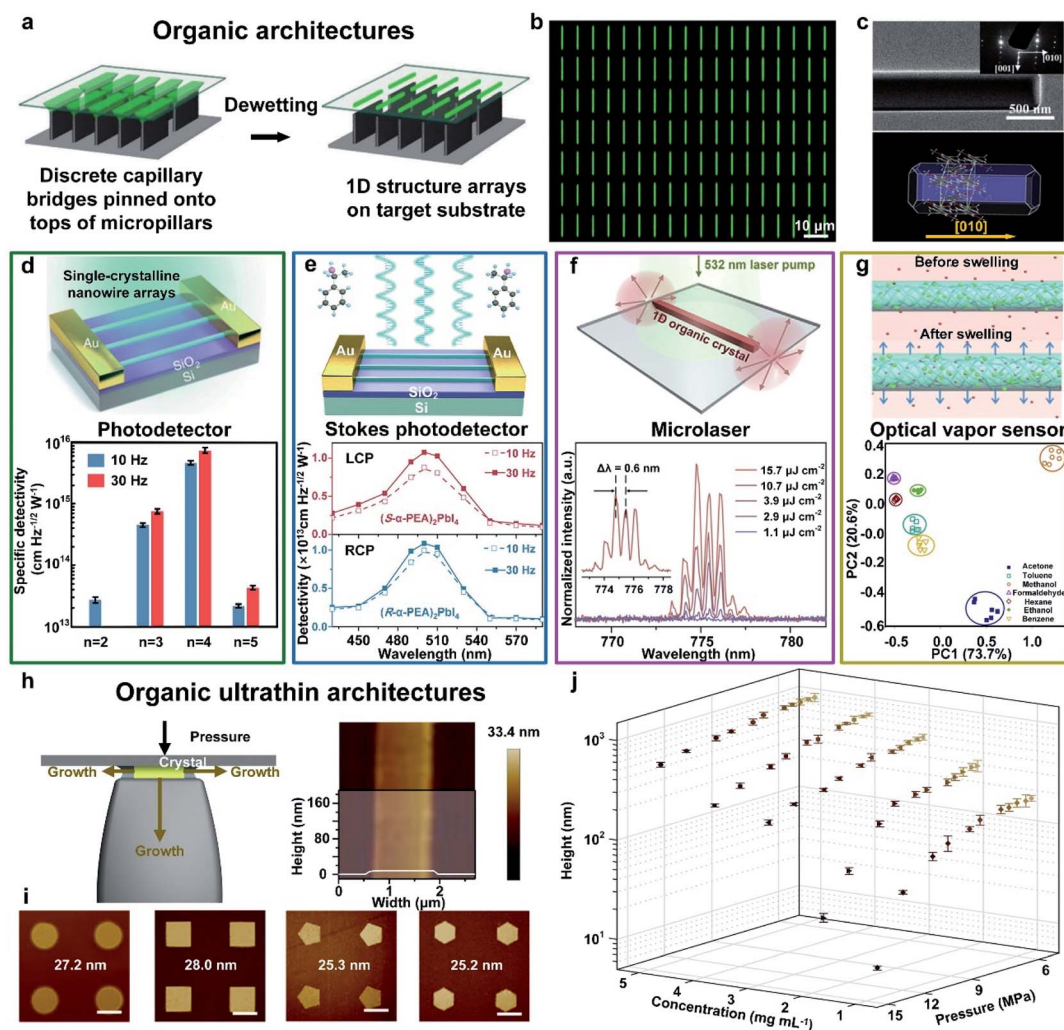 a
Organic architectures
Dewetting
Discrete capillary
bridges pinned onto
tops of micropillars
1D structure arrays
on target substrate
b
10 μm
c
[001]
[010]
500 nm
[010]
d
Single-crystalline
nanowire arrays
Au
Au
SiO2
Si
Photodetector
Specific detectivity
(cm Hz-1/2 W-1)
10^16
10^15
10^14
10^13
10 Hz
30 Hz
n=2
n=3
n=4
n=5
e
Au
Au
SiO2
Si
Stokes photodetector
Detectivity (×10^13cm Hz-1/2 W-1)
LCP
10 Hz
30 Hz
(S-α-PEA)2PbI4
1.0
0.5
0.0
RCP
10 Hz
30 Hz
(R-α-PEA)2PbI4
1.0
0.5
0.0
450
480
510
540
570
Wavelength (nm)
f
532 nm laser pump
1D organic crystal
Microlaser
Normalized intensity (a.u.)
Δλ = 0.6 nm
774
776
778
15.7 μJ cm-2
10.7 μJ cm-2
3.9 μJ cm-2
2.9 μJ cm-2
1.1 μJ cm-2
770
775
780
Wavelength (nm)
g
Before swelling
After swelling
Optical vapor sensor
PC2 (20.6%)
0.4
0.2
0.0
-0.0
-0.4
-0.6
Acetone
Toluene
Methanol
Formaldehyde
Hexane
Ethanol
Benzene
-0.5
0.0
0.5
1.0
PC1 (73.7%)
h
Organic ultrathin architectures
Pressure
Crystal
Growth
Growth
Growth
33.4 nm
Height (nm)
160
80
0
0
1
2
Width (μm)
i
27.2 nm
28.0 nm
25.3 nm
25.2 nm
j
Height (nm)
10^3
10^2
10^1
5
4
3
2
1
Concentration (mg mL-1)
15
12
9
6
Pressure (MPa)